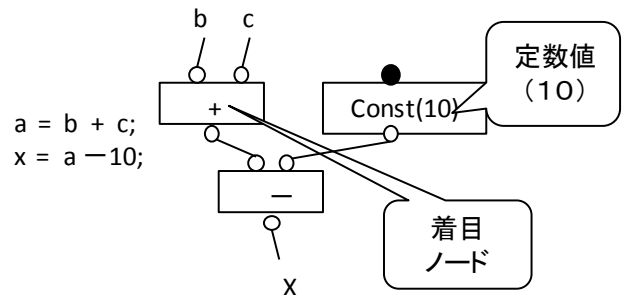 b
c
定数値
（１０）
+
Const(10)
a = b + c;
x = a －10;
－
着目
ノード
X